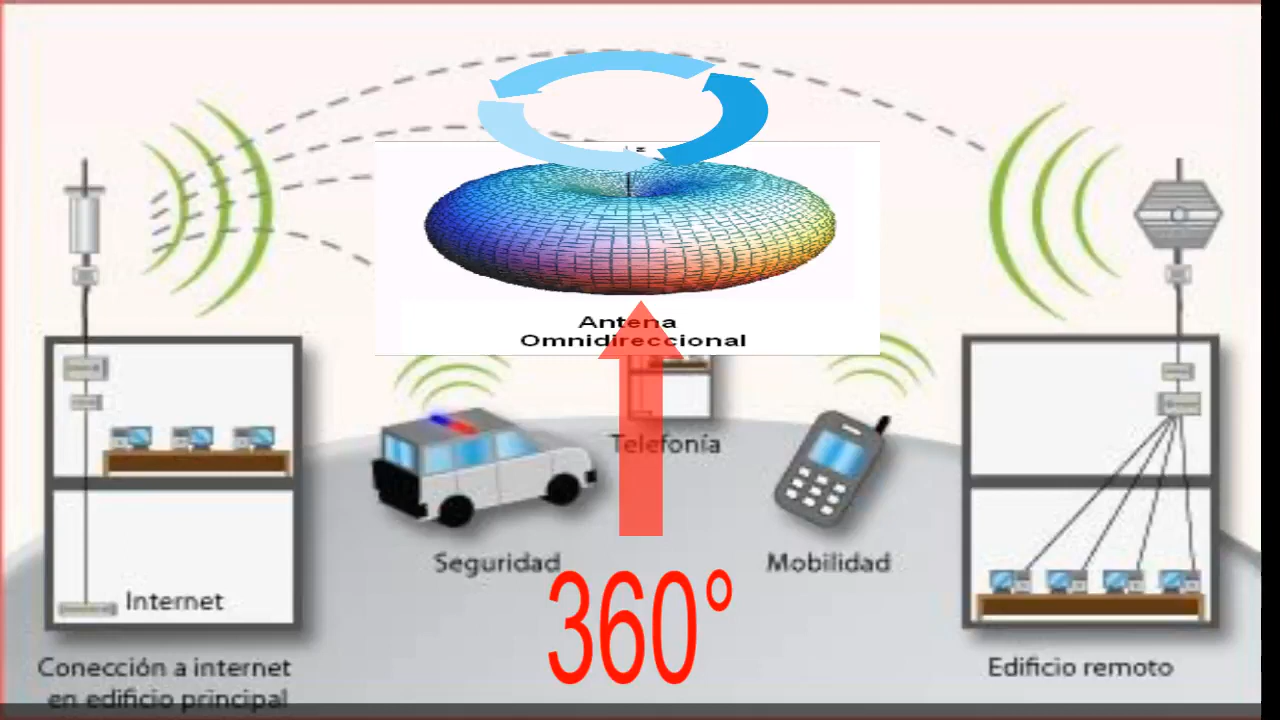 z
Antena
Omnidireccional
Telefonía
Seguridad
Mobilidad
360°
Internet
Conección a internet
en edificio principal
Edificio remoto